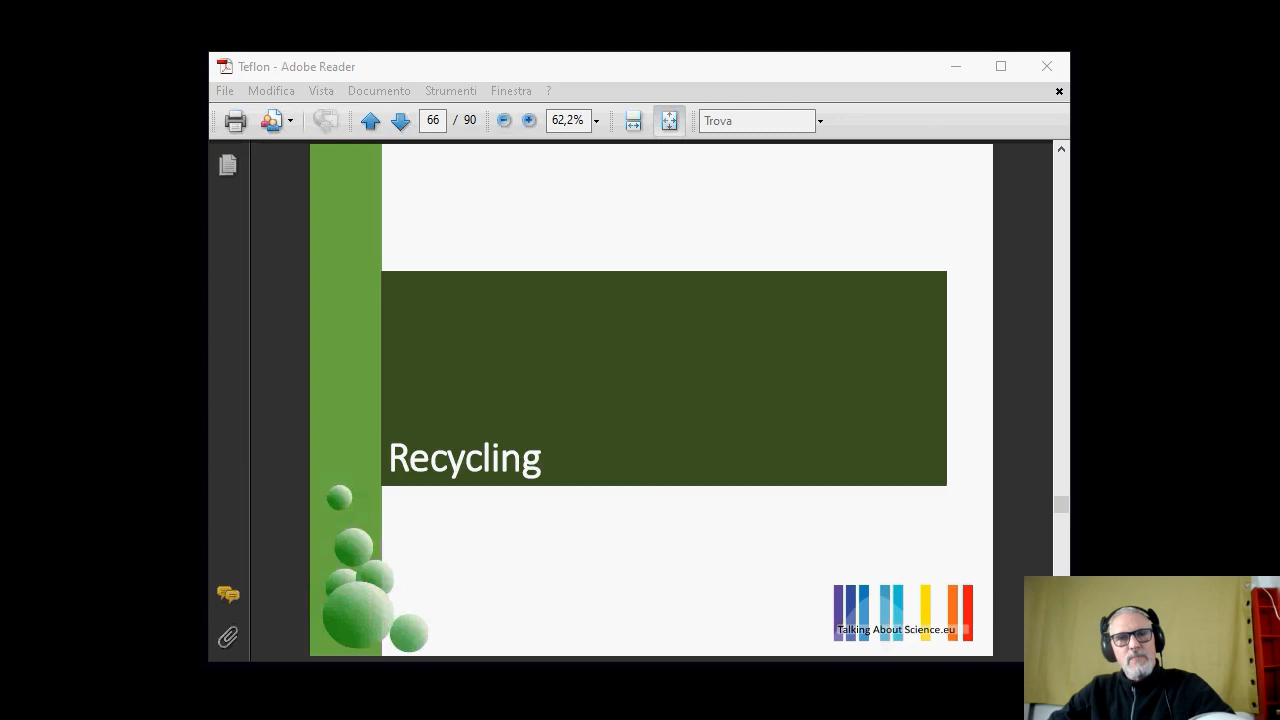 Teflon - Adobe Reader
File Modifica Vista Documento Strumenti Finestra ?
66 / 90 62,2% Trova
Recycling
Talking About Science.eu